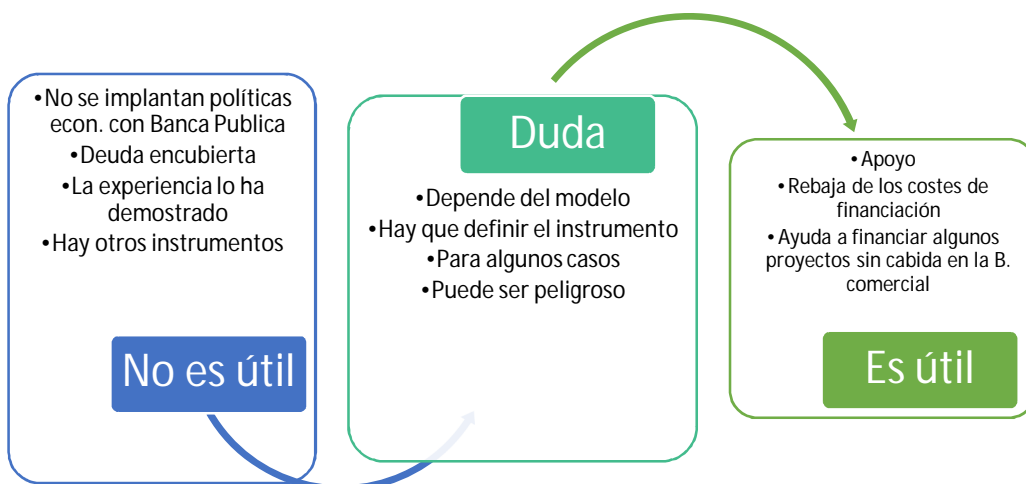 •No se implantan políticas
econ. con Banca Publica
•Deuda encubierta
•La experiencia lo ha
demostrado
•Hay otros instrumentos
No es útil
Duda
•Depende del modelo
•Hay que definir el instrumento
•Para algunos casos
•Puede ser peligroso
•Apoyo
•Rebaja de los costes de
financiación
•Ayuda a financiar algunos
proyectos sin cabida en la B.
comercial
Es útil